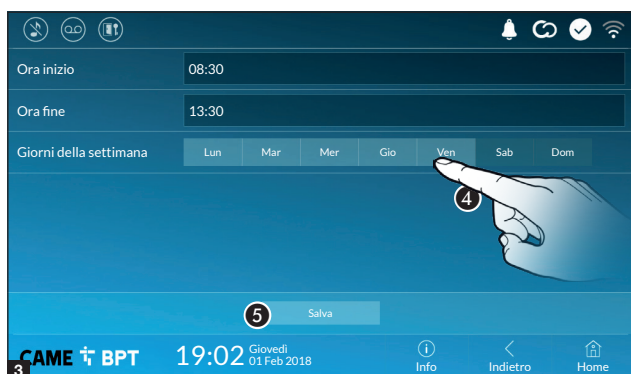 Ora inizio 08:30
Ora fine 13:30
Giorni della settimana Lun Mar Mer Gio Ven Sab Dom
4
5 Salva
CAME BPT 19:02 Giovedì 01 Feb 2018 Info Indietro Home
3